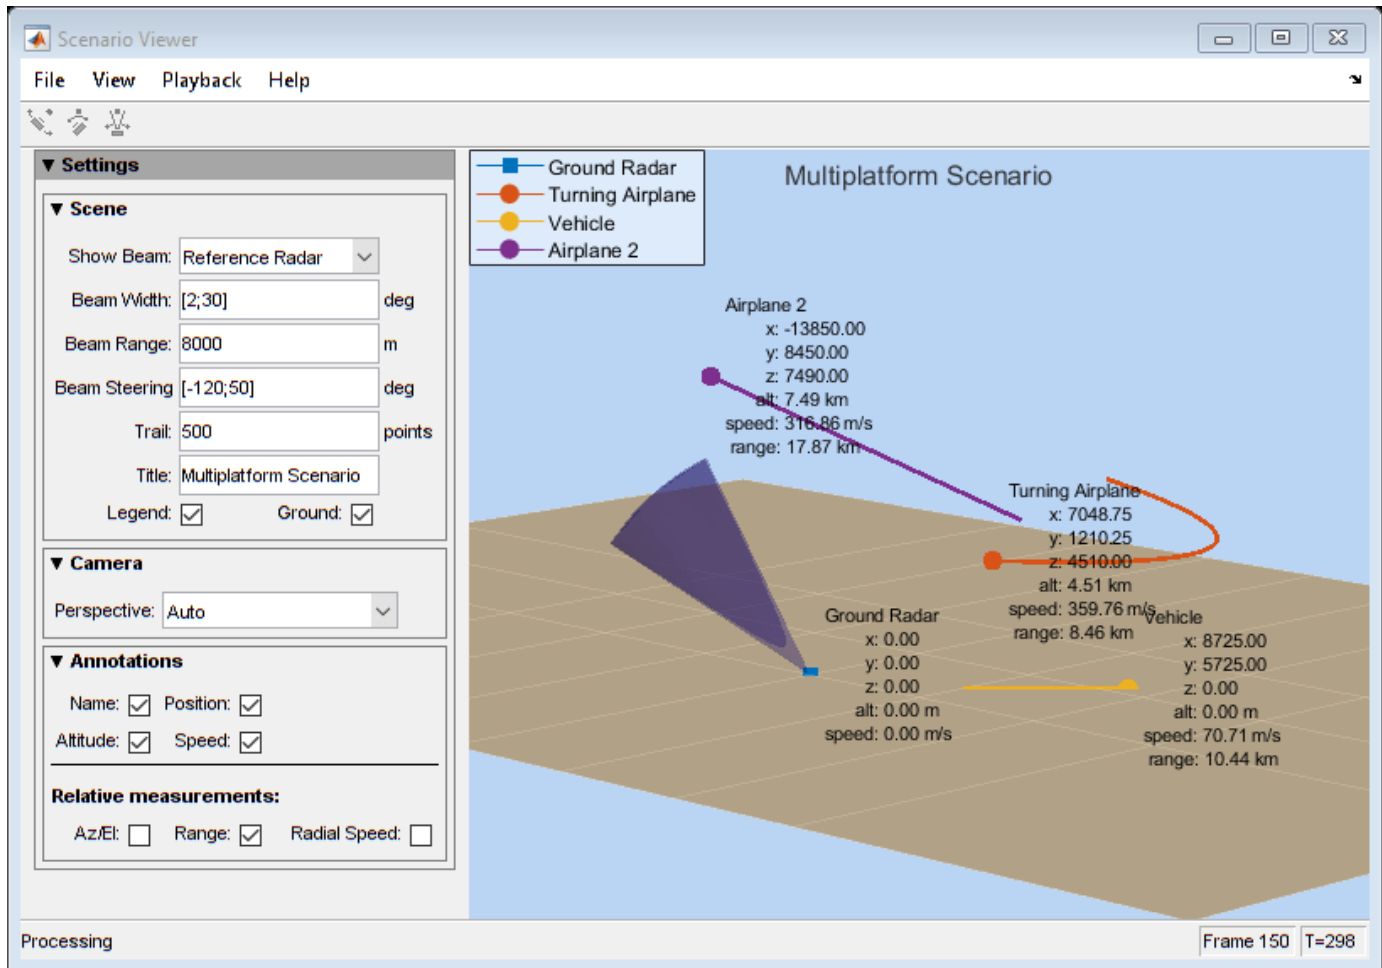 Scenario Viewer
File View Playback Help
▼ Settings
▼ Scene
Show Beam: Reference Radar
Beam Width: [2;30] deg
Beam Range: 8000 m
Beam Steering [-120;50] deg
Trail: 500 points
Title: Multiplatform Scenario
Legend: Ground:
▼ Camera
Perspective: Auto
▼ Annotations
Name: Position:
Altitude: Speed:
Relative measurements:
Az/El: Range: Radial Speed:
Ground Radar
Turning Airplane
Vehicle
Airplane 2
Multiplatform Scenario
Airplane 2
x: -13850.00
y: 8450.00
z: 7490.00
alt: 7.49 km
speed: 316.86 m/s
range: 17.87 km
Turning Airplane
x: 7048.75
y: 1210.25
z: 4510.00
alt: 4.51 km
speed: 359.76 m/s
range: 8.46 km
Ground Radar
x: 0.00
y: 0.00
z: 0.00
alt: 0.00 m
speed: 0.00 m/s
Vehicle
x: 8725.00
y: 5725.00
z: 0.00
alt: 0.00 m
speed: 70.71 m/s
range: 10.44 km
Processing
Frame 150 T=298